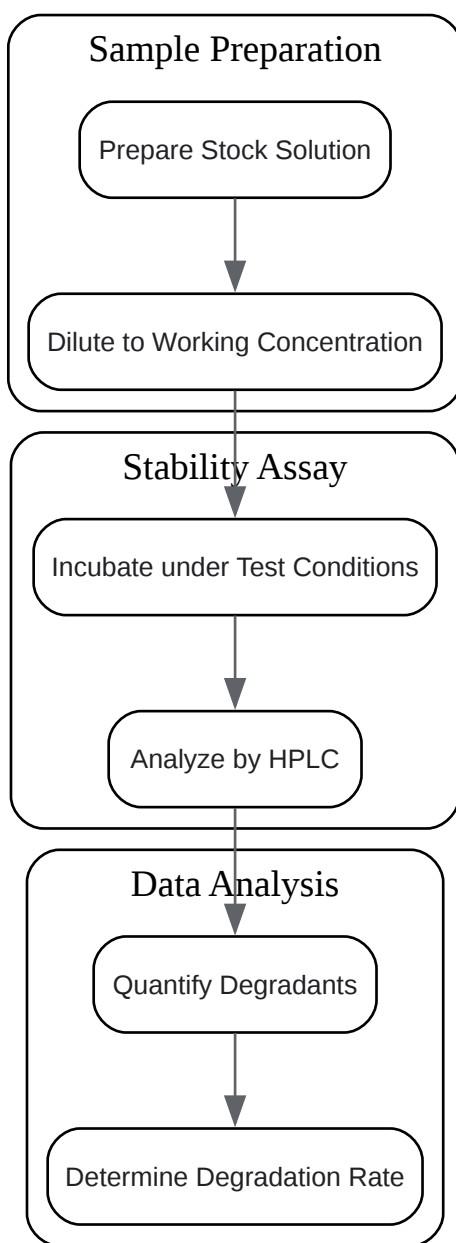 Sample Preparation
Prepare Stock Solution
Dilute to Working Concentration
Stability Assay
Incubate under Test Conditions
Analyze by HPLC
Data Analysis
Quantify Degradants
Determine Degradation Rate